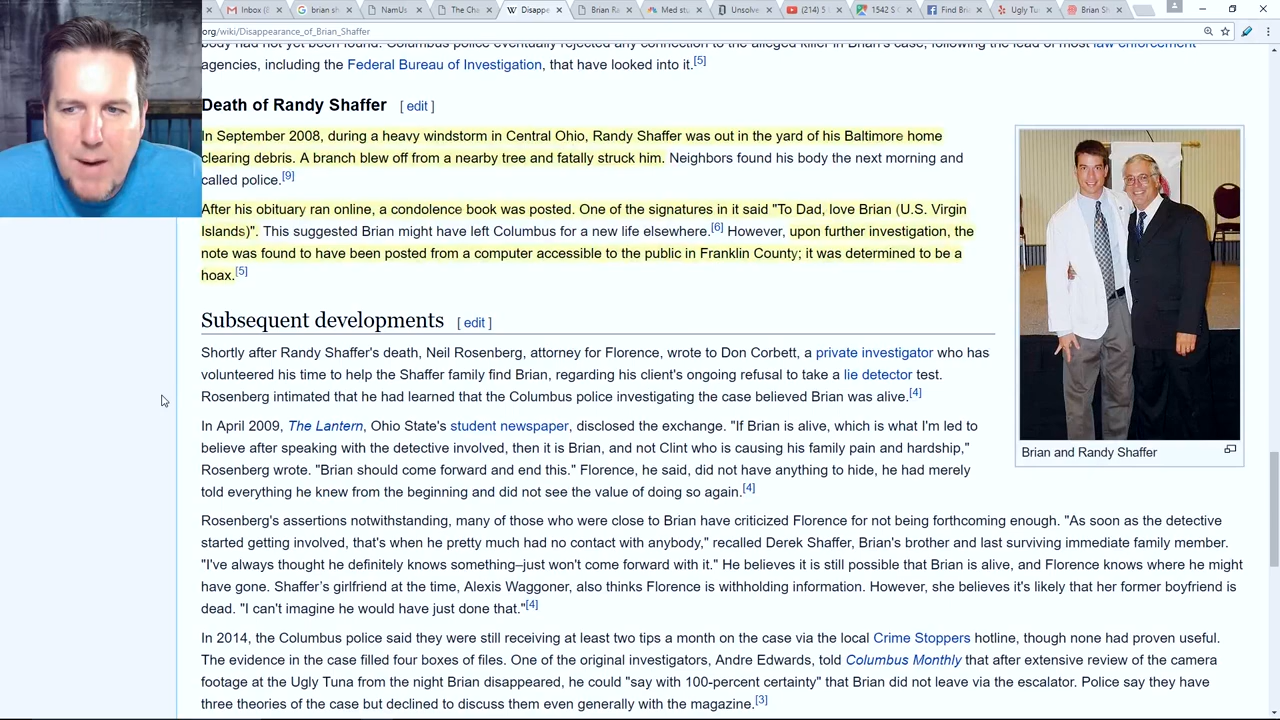 Inbox (8
brian sh
NamUs
The Cha
Disappe
Brian Ra
Med stu
Unsolve
(214) 5
1542 S
Find Br
Ugly Tu
Brian Sh
org/wiki/Disappearance_of_Brian_Shaffer
body had not yet been found. Columbus police eventually rejected any connection to the alleged killer in Brian's case, following the lead of most law enforcement
agencies, including the Federal Bureau of Investigation, that have looked into it.[5]
Death of Randy Shaffer [ edit ]
In September 2008, during a heavy windstorm in Central Ohio, Randy Shaffer was out in the yard of his Baltimore home
clearing debris. A branch blew off from a nearby tree and fatally struck him. Neighbors found his body the next morning and
called police.[9]
After his obituary ran online, a condolence book was posted. One of the signatures in it said "To Dad, love Brian (U.S. Virgin
Islands)". This suggested Brian might have left Columbus for a new life elsewhere.[6] However, upon further investigation, the
note was found to have been posted from a computer accessible to the public in Franklin County; it was determined to be a
hoax.[5]
Brian and Randy Shaffer
Subsequent developments [ edit ]
Shortly after Randy Shaffer's death, Neil Rosenberg, attorney for Florence, wrote to Don Corbett, a private investigator who has
volunteered his time to help the Shaffer family find Brian, regarding his client's ongoing refusal to take a lie detector test.
Rosenberg intimated that he had learned that the Columbus police investigating the case believed Brian was alive.[4]
In April 2009, The Lantern, Ohio State's student newspaper, disclosed the exchange. "If Brian is alive, which is what I'm led to
believe after speaking with the detective involved, then it is Brian, and not Clint who is causing his family pain and hardship,"
Rosenberg wrote. "Brian should come forward and end this." Florence, he said, did not have anything to hide, he had merely
told everything he knew from the beginning and did not see the value of doing so again.[4]
Rosenberg's assertions notwithstanding, many of those who were close to Brian have criticized Florence for not being forthcoming enough. "As soon as the detective
started getting involved, that's when he pretty much had no contact with anybody," recalled Derek Shaffer, Brian's brother and last surviving immediate family member.
"I've always thought he definitely knows something–just won't come forward with it." He believes it is still possible that Brian is alive, and Florence knows where he might
have gone. Shaffer's girlfriend at the time, Alexis Waggoner, also thinks Florence is withholding information. However, she believes it's likely that her former boyfriend is
dead. "I can't imagine he would have just done that."[4]
In 2014, the Columbus police said they were still receiving at least two tips a month on the case via the local Crime Stoppers hotline, though none had proven useful.
The evidence in the case filled four boxes of files. One of the original investigators, Andre Edwards, told Columbus Monthly that after extensive review of the camera
footage at the Ugly Tuna from the night Brian disappeared, he could "say with 100-percent certainty" that Brian did not leave via the escalator. Police say they have
three theories of the case but declined to discuss them even generally with the magazine.[3]